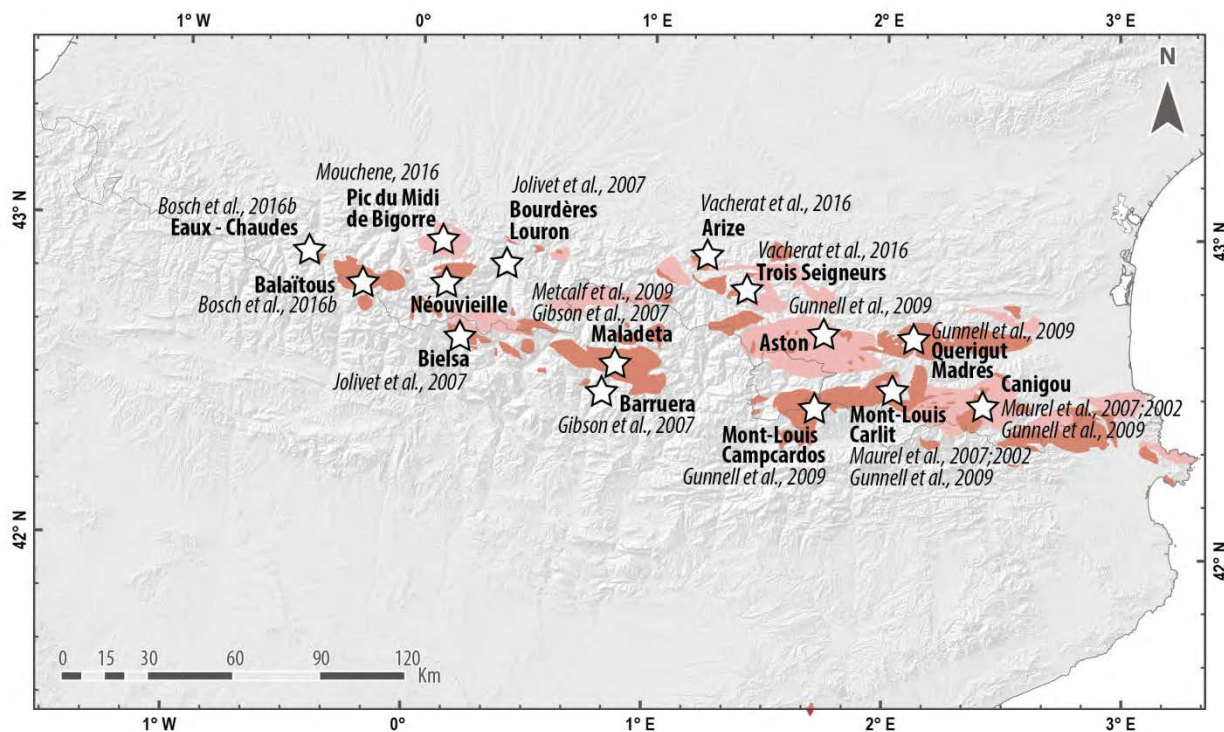 1° W
0°
1° E
2° E
3° E
N
43° N
42° N
43° N
42° N
Mouchene, 2016
Pic du Midi
de Bigorre
Jolivet et al., 2007
Bourdères
Louron
Bosch et al., 2016b
Eaux - Chaudes
Balaïtous
Bosch et al., 2016b
Néouvieille
Bielsa
Jolivet et al., 2007
Metcalf et al., 2009
Gibson et al., 2007
Maladeta
Barruera
Gibson et al., 2007
Vacherat et al., 2016
Arize
Vacherat et al., 2016
Trois Seigneurs
Gunnell et al., 2009
Aston
Gunnell et al., 2009
Querigut
Madrès
Canigou
Maurel et al., 2007;2002
Gunnell et al., 2009
Mont-Louis
Campcardos
Gunnell et al., 2009
Mont-Louis
Carlit
Maurel et al., 2007;2002
Gunnell et al., 2009
0 15 30 60 90 120
Km
1° W
0°
1° E
2° E
3° E